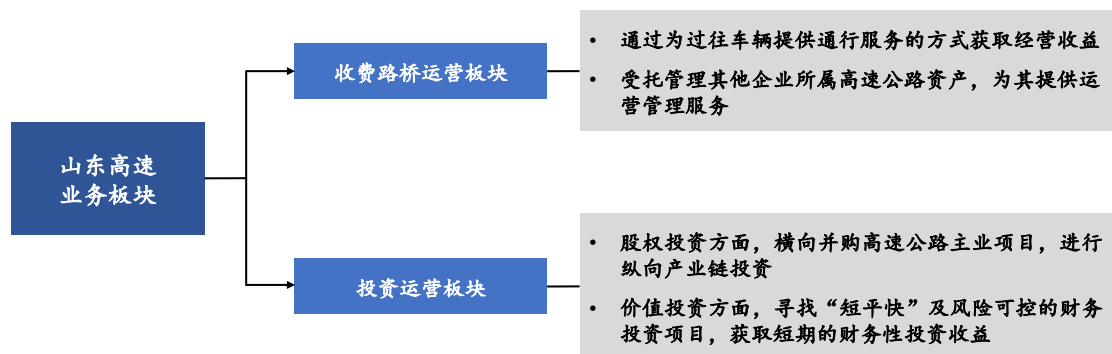 山东高速
业务板块
收费路桥运营板块
• 通过为过往车辆提供通行服务的方式获取经营收益
• 受托管理其他企业所属高速公路资产，为其提供运
营管理服务
投资运营板块
• 股权投资方面，横向并购高速公路主业项目，进行
纵向产业链投资
• 价值投资方面，寻找“短平快”及风险可控的财务
投资项目，获取短期的财务性投资收益